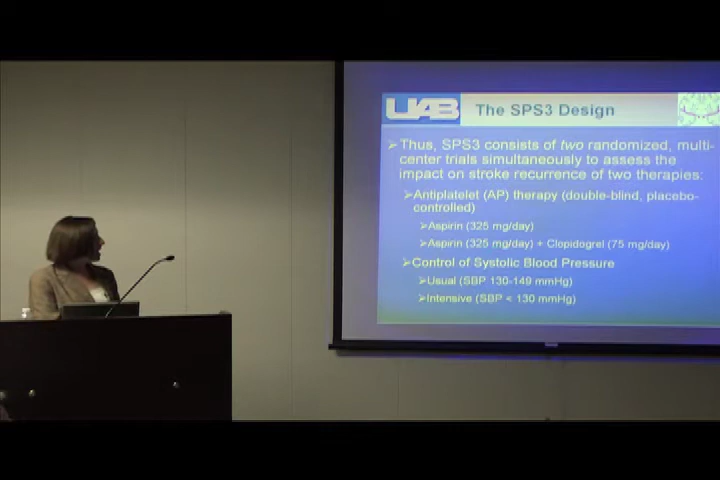 UAB The SPS3 Design
➢Thus, SPS3 consists of two randomized, multi-
center trials simultaneously to assess the
impact on stroke recurrence of two therapies:
➢Antiplatelet (AP) therapy (double-blind, placebo-
controlled)
➢Aspirin (325 mg/day)
➢Aspirin (325 mg/day) + Clopidogrel (75 mg/day)
➢Control of Systolic Blood Pressure
➢Usual (SBP 130-149 mmHg)
➢Intensive (SBP < 130 mmHg)